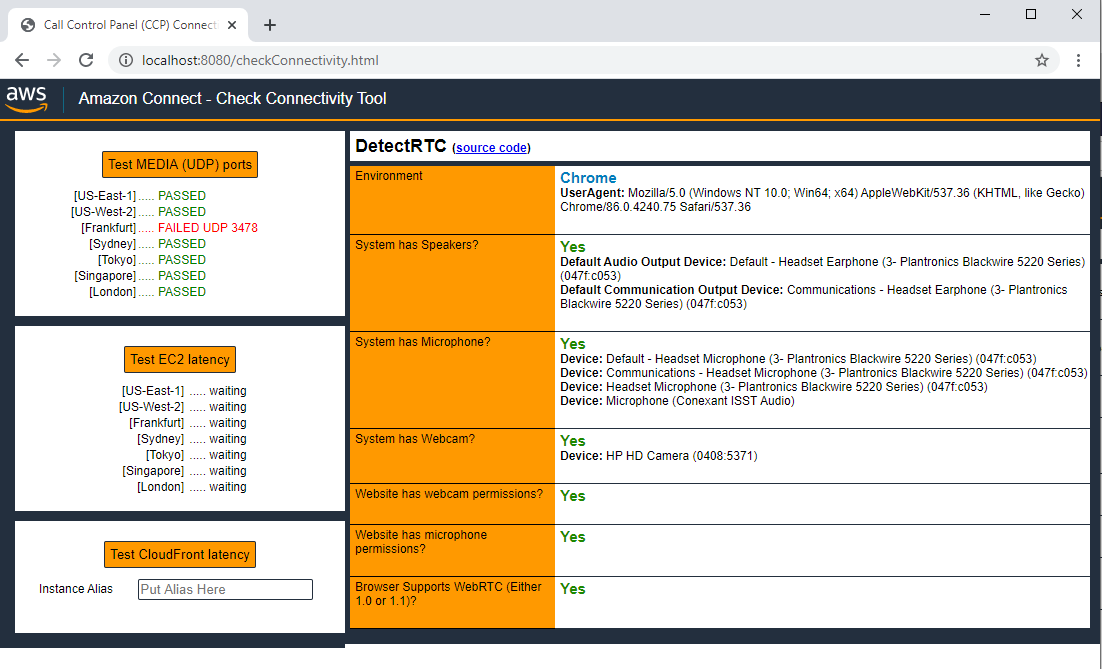 Call Control Panel (CCP) Connect
localhost:8080/checkConnectivity.html
aws
Amazon Connect - Check Connectivity Tool
Test MEDIA (UDP) ports
[US-East-1]..... PASSED
[US-West-2]..... PASSED
[Frankfurt]..... FAILED UDP 3478
[Sydney]..... PASSED
[Tokyo]..... PASSED
[Singapore]..... PASSED
[London]..... PASSED
Test EC2 latency
[US-East-1] ..... waiting
[US-West-2] ..... waiting
[Frankfurt] ..... waiting
[Sydney] ..... waiting
[Tokyo] ..... waiting
[Singapore] ..... waiting
[London] ..... waiting
Test CloudFront latency
Instance Alias Put Alias Here
DetectRTC (source code)
Environment
Chrome
UserAgent: Mozilla/5.0 (Windows NT 10.0; Win64; x64) AppleWebKit/537.36 (KHTML, like Gecko)
Chrome/86.0.4240.75 Safari/537.36
System has Speakers?
Yes
Default Audio Output Device: Default - Headset Earphone (3- Plantronics Blackwire 5220 Series)
(047f:c053)
Default Communication Output Device: Communications - Headset Earphone (3- Plantronics
Blackwire 5220 Series) (047f:c053)
System has Microphone?
Yes
Device: Default - Headset Microphone (3- Plantronics Blackwire 5220 Series) (047f:c053)
Device: Communications - Headset Microphone (3- Plantronics Blackwire 5220 Series) (047f:c053)
Device: Headset Microphone (3- Plantronics Blackwire 5220 Series) (047f:c053)
Device: Microphone (Conexant ISST Audio)
System has Webcam?
Yes
Device: HP HD Camera (0408:5371)
Website has webcam permissions?
Yes
Website has microphone
permissions?
Yes
Browser Supports WebRTC (Either
1.0 or 1.1)?
Yes